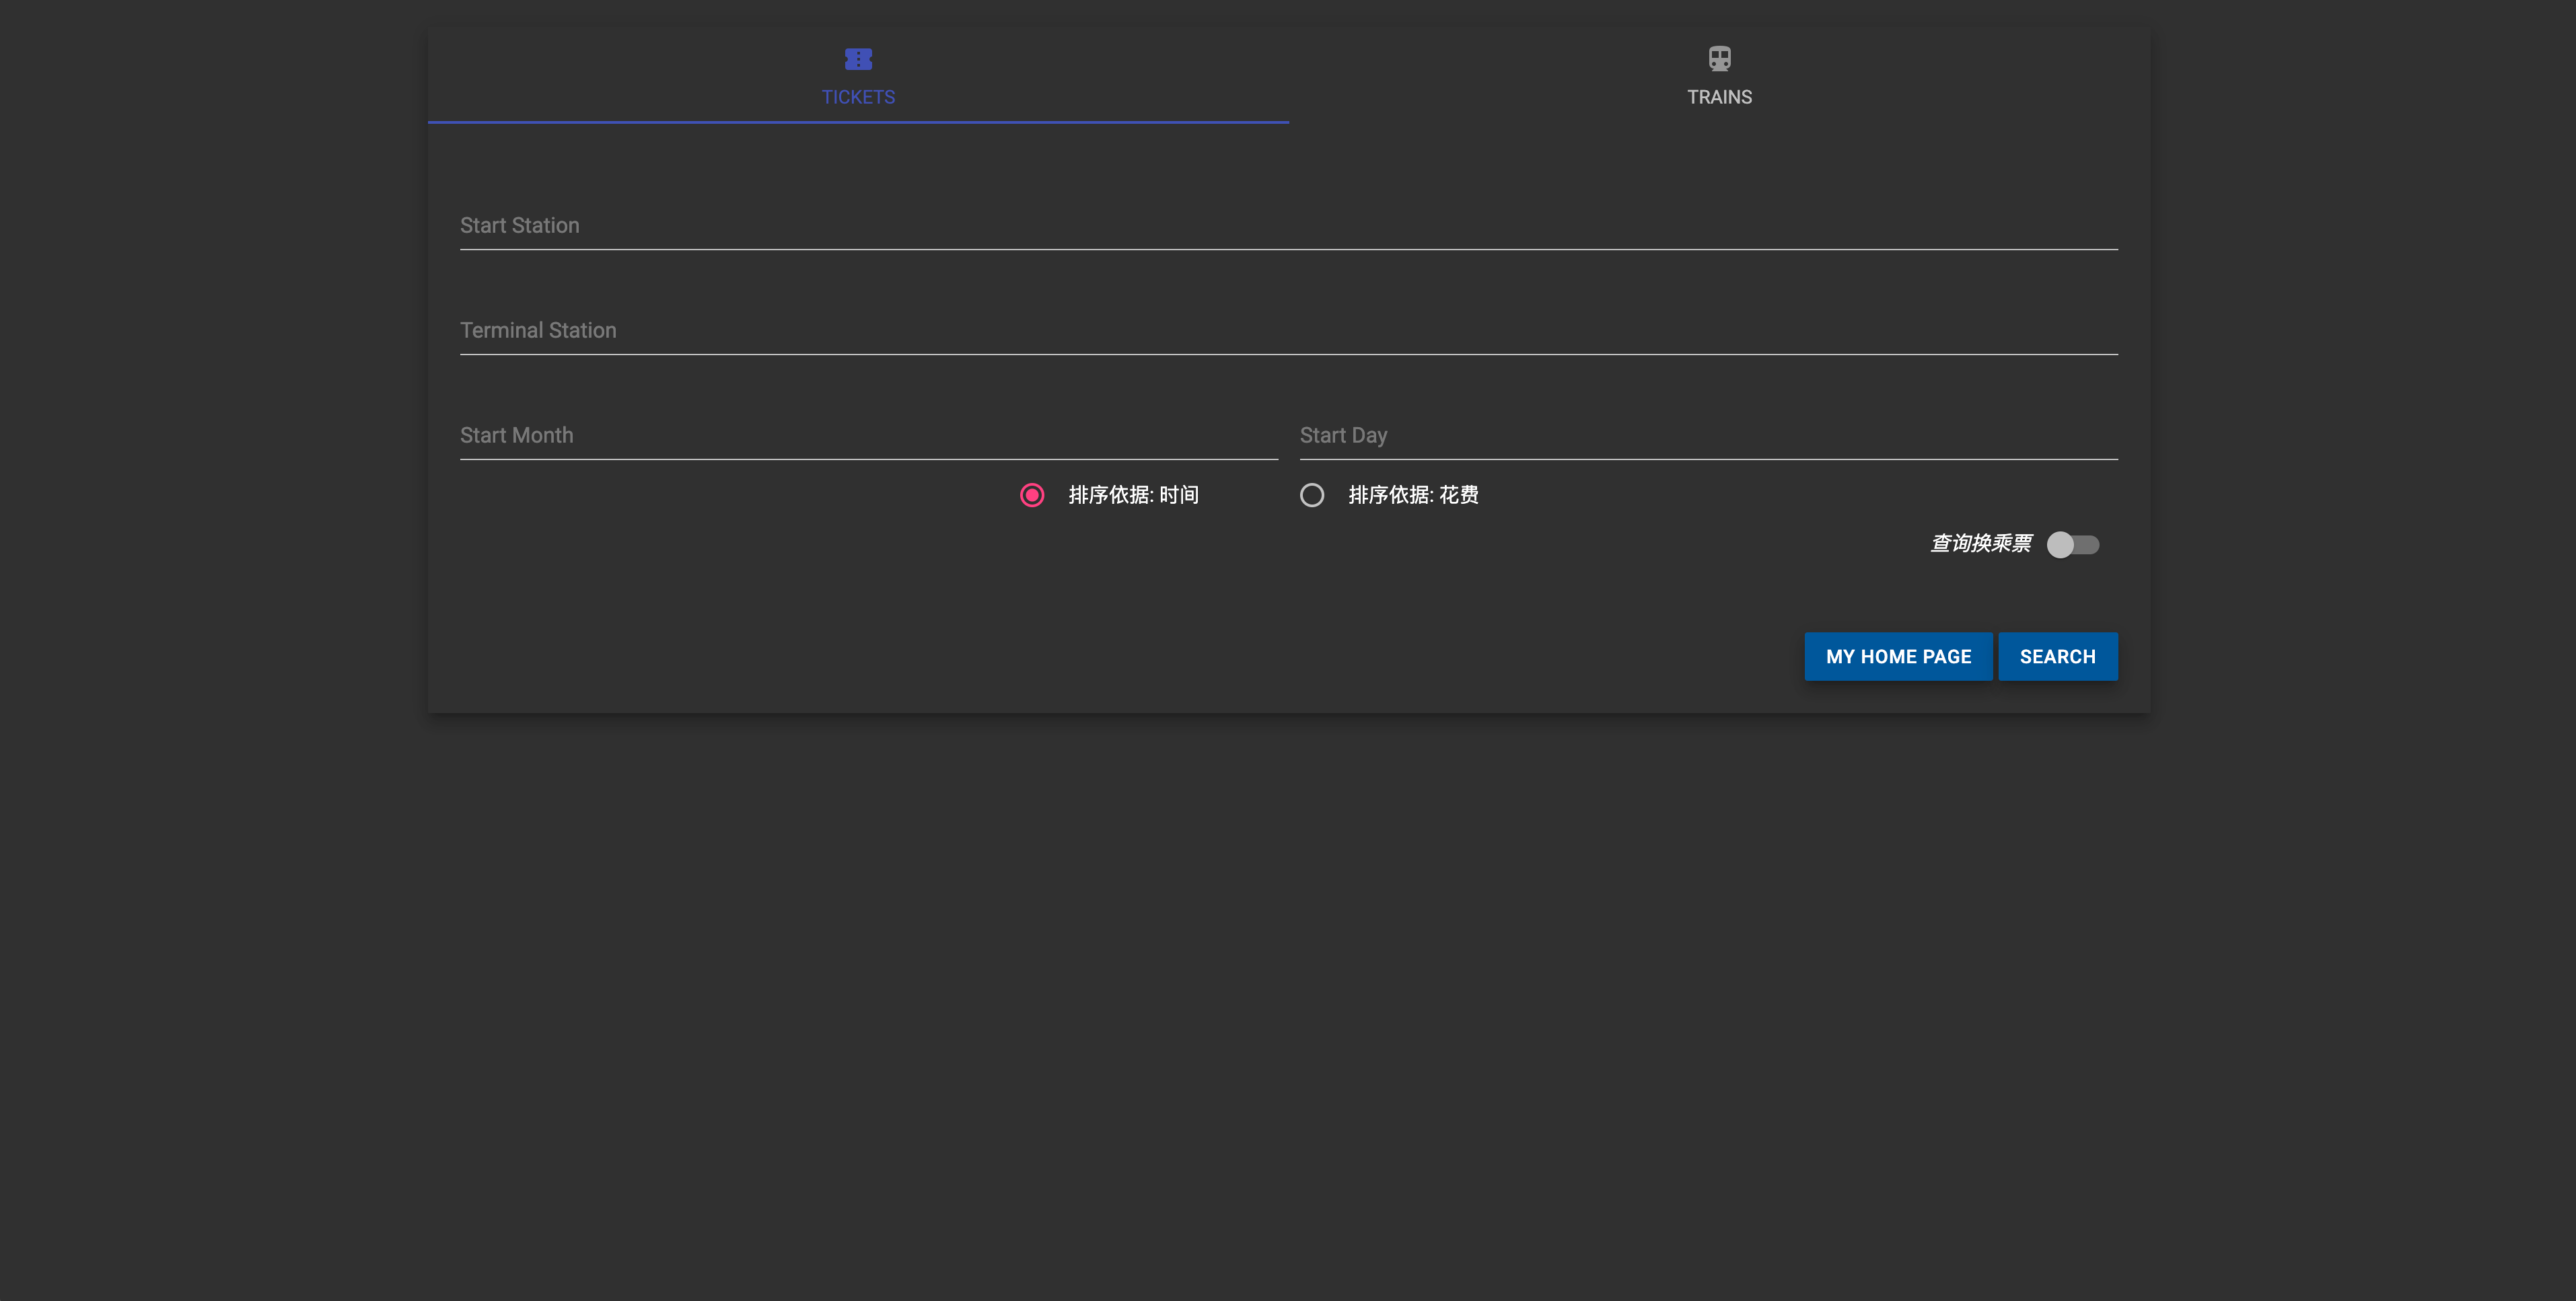 TICKETS
TRAINS
Start Station
Terminal Station
Start Month
Start Day
排序依据: 时间
排序依据: 花费
查询换乘票
MY HOME PAGE
SEARCH